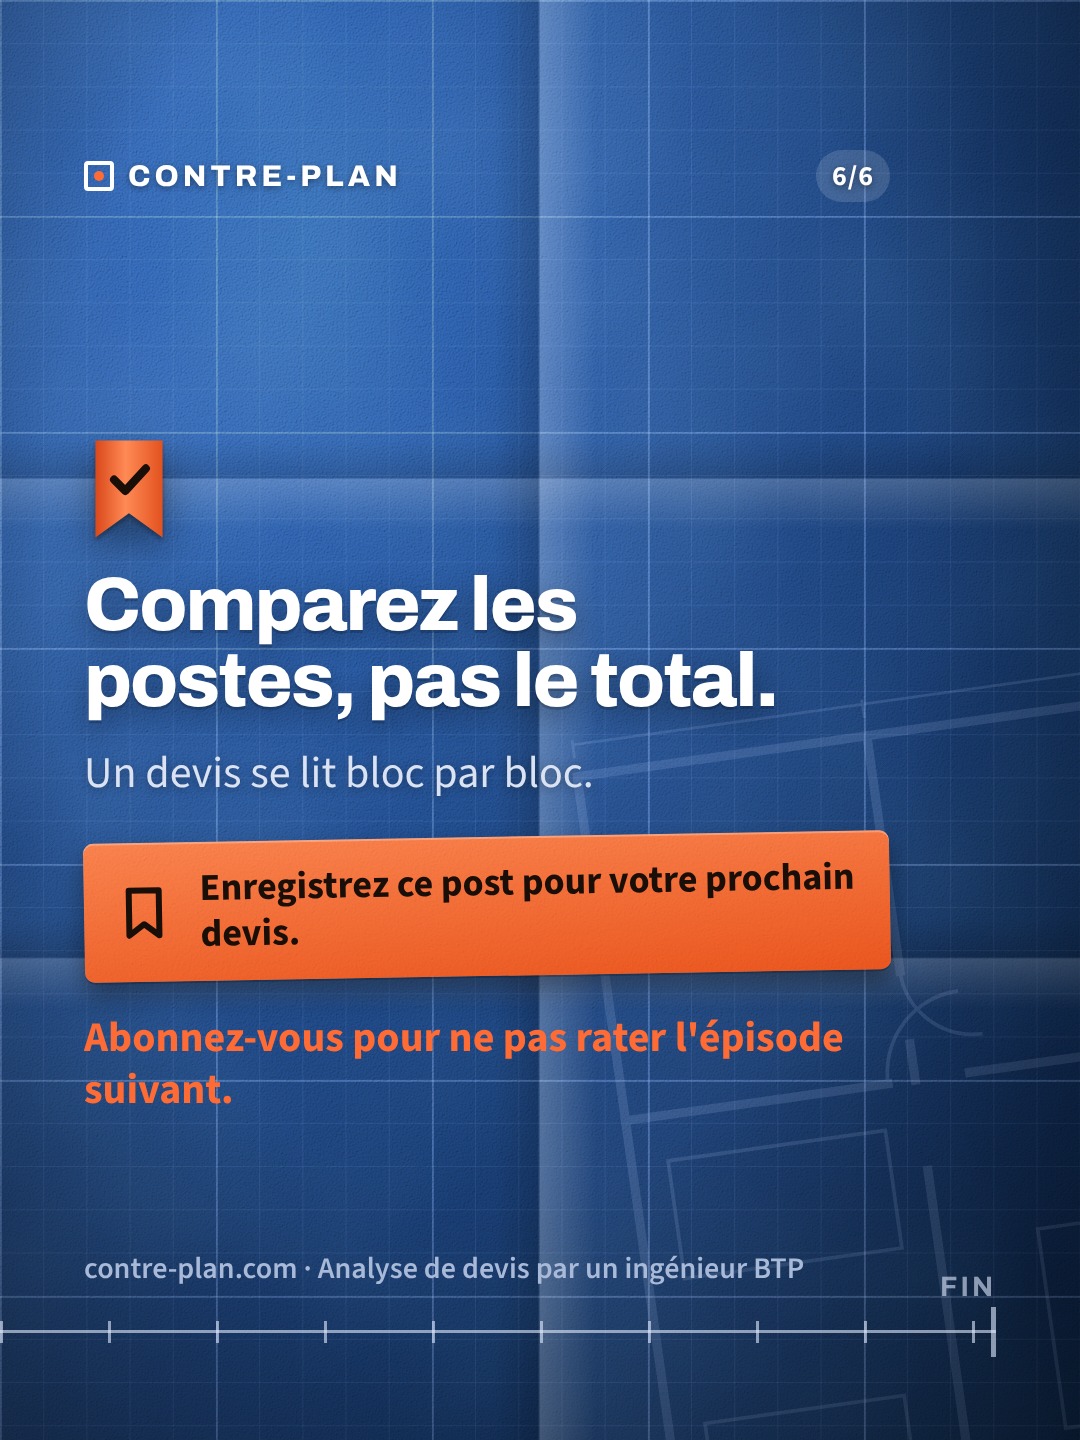 CONTRE-PLAN
6/6
Comparez les
postes, pas le total.
Un devis se lit bloc par bloc.
Enregistrez ce post pour votre prochain
devis.
Abonnez-vous pour ne pas rater l'épisode
suivant.
contre-plan.com · Analyse de devis par un ingénieur BTP
FIN